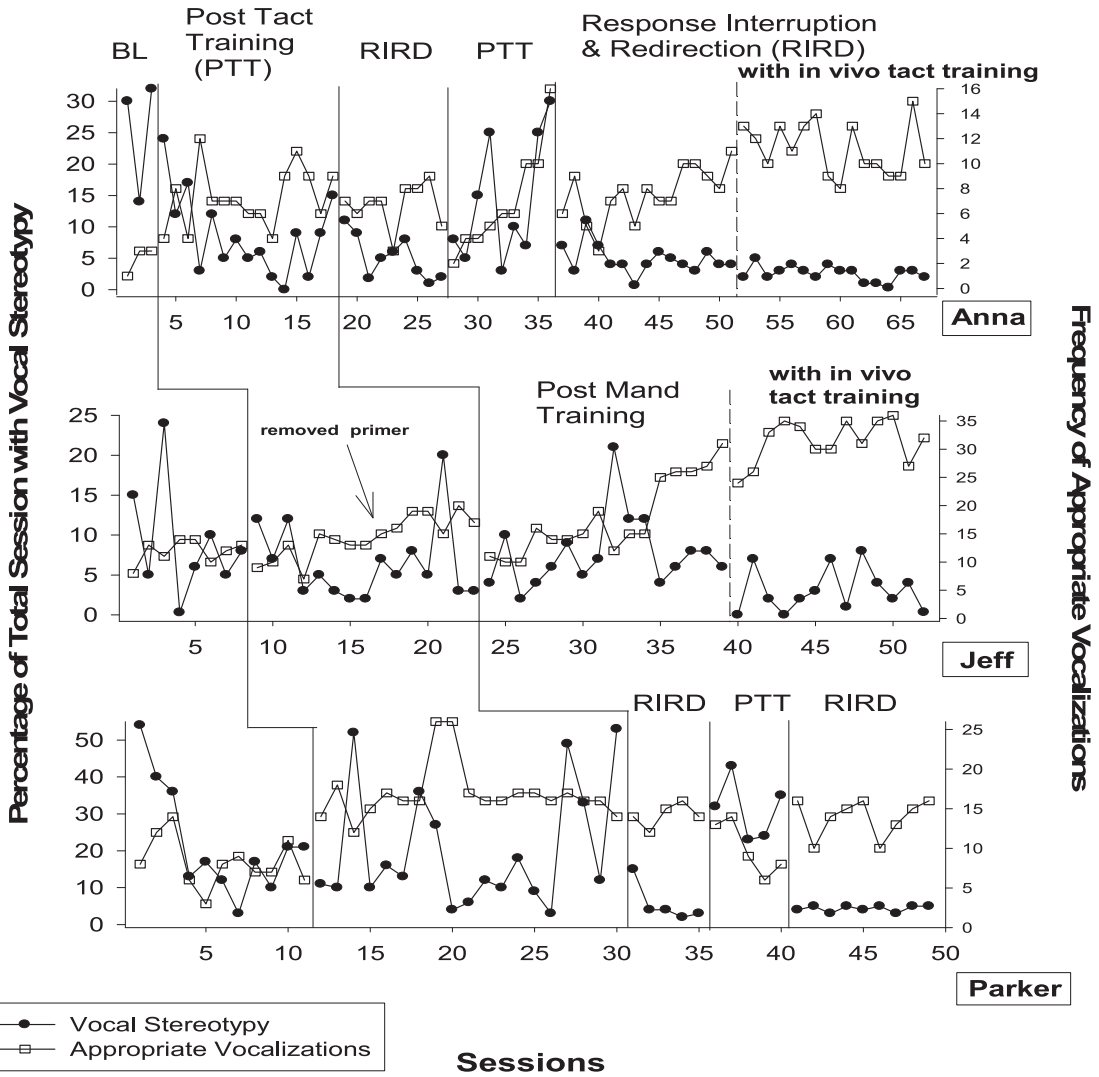 Post Tact
Training
(PTT)
BL
RIRD
PTT
Response Interruption
& Redirection (RIRD)
with in vivo tact training
30
25
20
15
10
5
0
16
14
12
10
8
6
4
2
0
5 10 15 20 25 30 35 40 45 50 55 60 65
Anna
Percentage of Total Session with Vocal Stereotypy
Frequency of Appropriate Vocalizations
Post Mand
Training
with in vivo
tact training
removed primer
25
20
15
10
5
0
35
30
25
20
15
10
5
0
5 10 15 20 25 30 35 40 45 50
Jeff
RIRD PTT RIRD
50
40
30
20
10
0
25
20
15
10
5
0
5 10 15 20 25 30 35 40 45 50
Parker
Vocal Stereotypy
Appropriate Vocalizations
Sessions